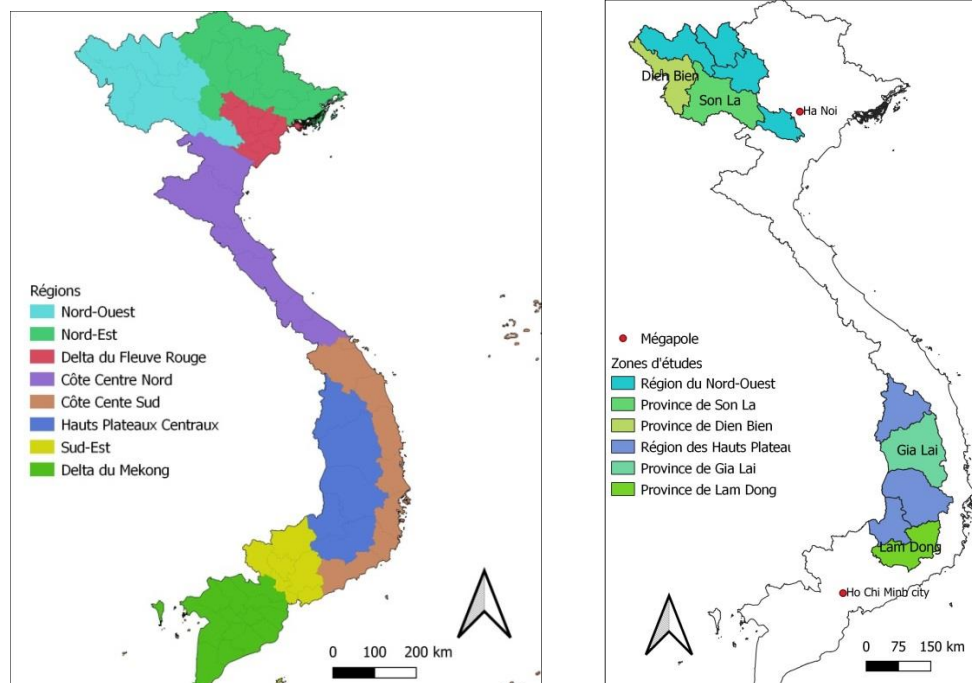 Régions
Nord-Ouest
Nord-Est
Delta du Fleuve Rouge
Côte Centre Nord
Côte Cente Sud
Hauts Plateaux Centraux
Sud-Est
Delta du Mekong
0 100 200 km
Dien Bien
Son La
Ha Noi
Mégapole
Zones d'études
Région du Nord-Ouest
Province de Son La
Province de Dien Bien
Région des Hauts Plateau
Province de Gia Lai
Province de Lam Dong
Gia Lai
Lam Dong
Ho Chi Minh city
0 75 150 km